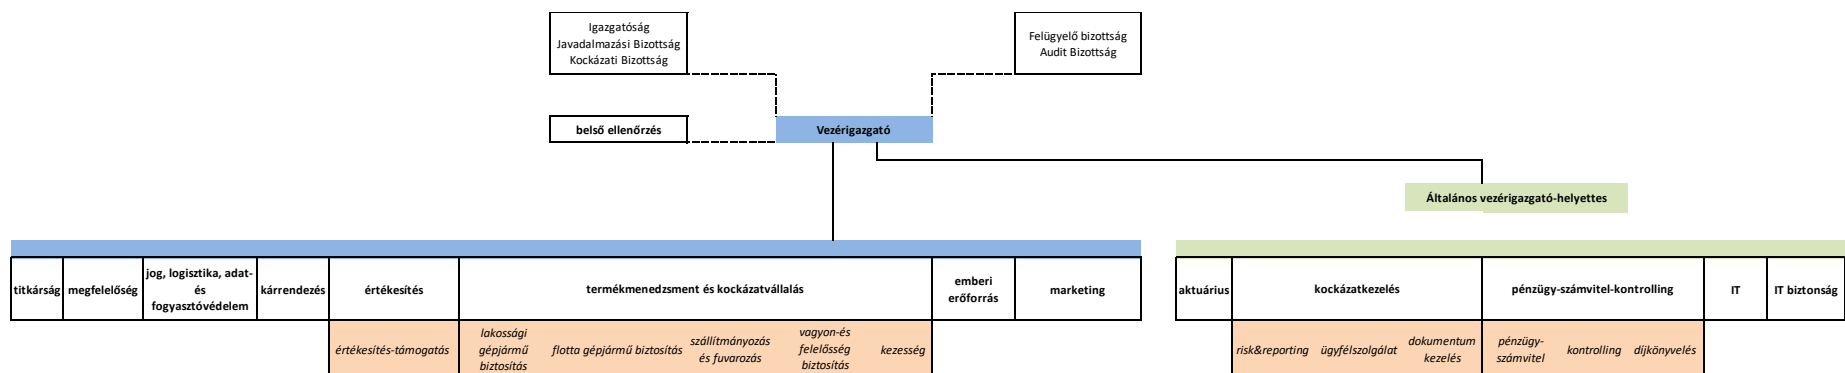 Igazgatóság
Javadalmazási Bizottság
Kockázati Bizottság
Felügyelő bizottság
Audit Bizottság
belső ellenőrzés
Vezérigazgató
Általános vezérigazgató-helyettes
titkárság
megfelelőség
jog, logisztika, adat-
és
fogyasztóvédelem
kárrendezés
értékesítés
termékmenedzsment és kockázatvállalás
emberi
erőforrás
marketing
aktuárius
kockázatkezelés
pénzügy-számvitel-kontrolling
IT
IT biztonság
értékesítés-támogatás
lakossági
gépjármű
biztosítás
flotta gépjármű biztosítás
szállítmányozás
és fuvarozás
vagyon-és
felelősség
biztosítás
kezesség
risk&reporting
ügyfélszolgálat
dokumentum
kezelés
pénzügy-
számvitel
kontrolling
díjkönyvelés